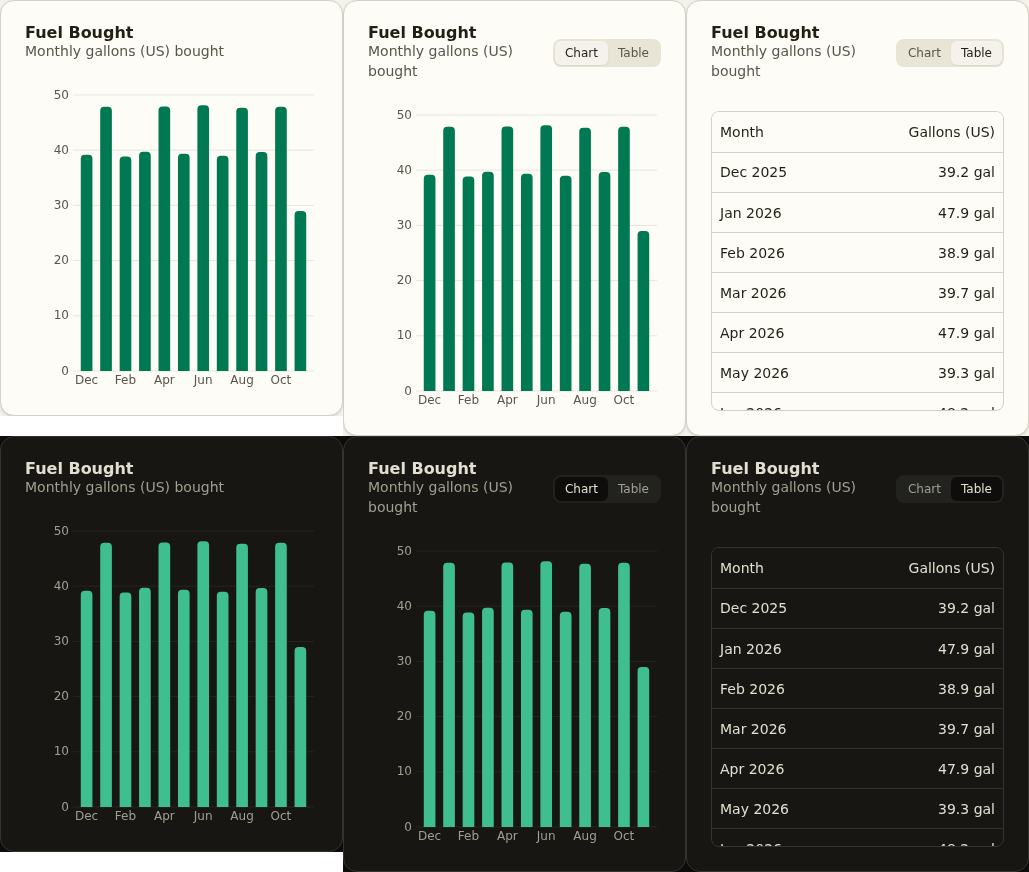 Fuel Bought
Monthly gallons (US) bought
50
40
30
20
10
0
Dec Feb Apr Jun Aug Oct
Fuel Bought
Monthly gallons (US)
bought
Chart Table
50
40
30
20
10
0
Dec Feb Apr Jun Aug Oct
Fuel Bought
Monthly gallons (US)
bought
Chart Table
Month Gallons (US)
Dec 2025 39.2 gal
Jan 2026 47.9 gal
Feb 2026 38.9 gal
Mar 2026 39.7 gal
Apr 2026 47.9 gal
May 2026 39.3 gal
Fuel Bought
Monthly gallons (US) bought
50
40
30
20
10
0
Dec Feb Apr Jun Aug Oct
Fuel Bought
Monthly gallons (US)
bought
Chart Table
50
40
30
20
10
0
Dec Feb Apr Jun Aug Oct
Fuel Bought
Monthly gallons (US)
bought
Chart Table
Month Gallons (US)
Dec 2025 39.2 gal
Jan 2026 47.9 gal
Feb 2026 38.9 gal
Mar 2026 39.7 gal
Apr 2026 47.9 gal
May 2026 39.3 gal